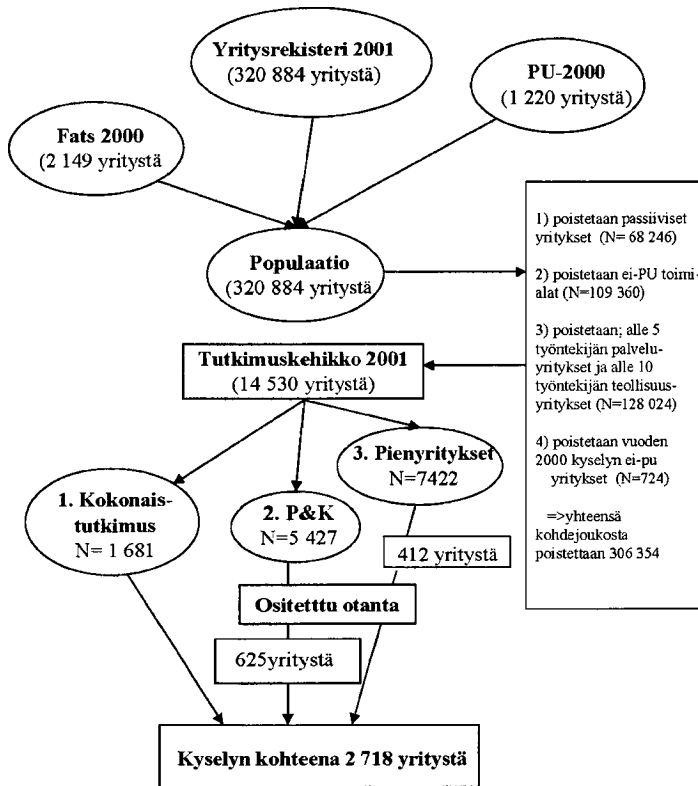 Yritysrekisteri 2001
(320 884 yritystä)
PU-2000
(1 220 yritystä)
Fats 2000
(2 149 yritystä
Populaatio
(320 884 yritystä
1) poistetaan passiiviset
yritykset (N= 68 246)
2) poistetaan ei-PU toimi-
alat (N=109 360)
3) poistetaan; alle 5
työntekijän palvelu-
yritykset ja alle 10
työntekijän teollisuus-
yritykset (N=128 024)
4) poistetaan vuoden
2000 kyselyn ei-pu
yritykset (N=724)
=>yhteensä
kohdejoukosta
poistettaan 306 354
Tutkimuskehikko 2001
(14 530 yritystä)
1. Kokonais-
tutkimus
N= 1 681
2. P&K
N=5 427
3. Pienyritykset
N=7422
412 yritystä
Ositetttu otanta
625yritystä
Kyselyn kohteena 2 718 yritystä